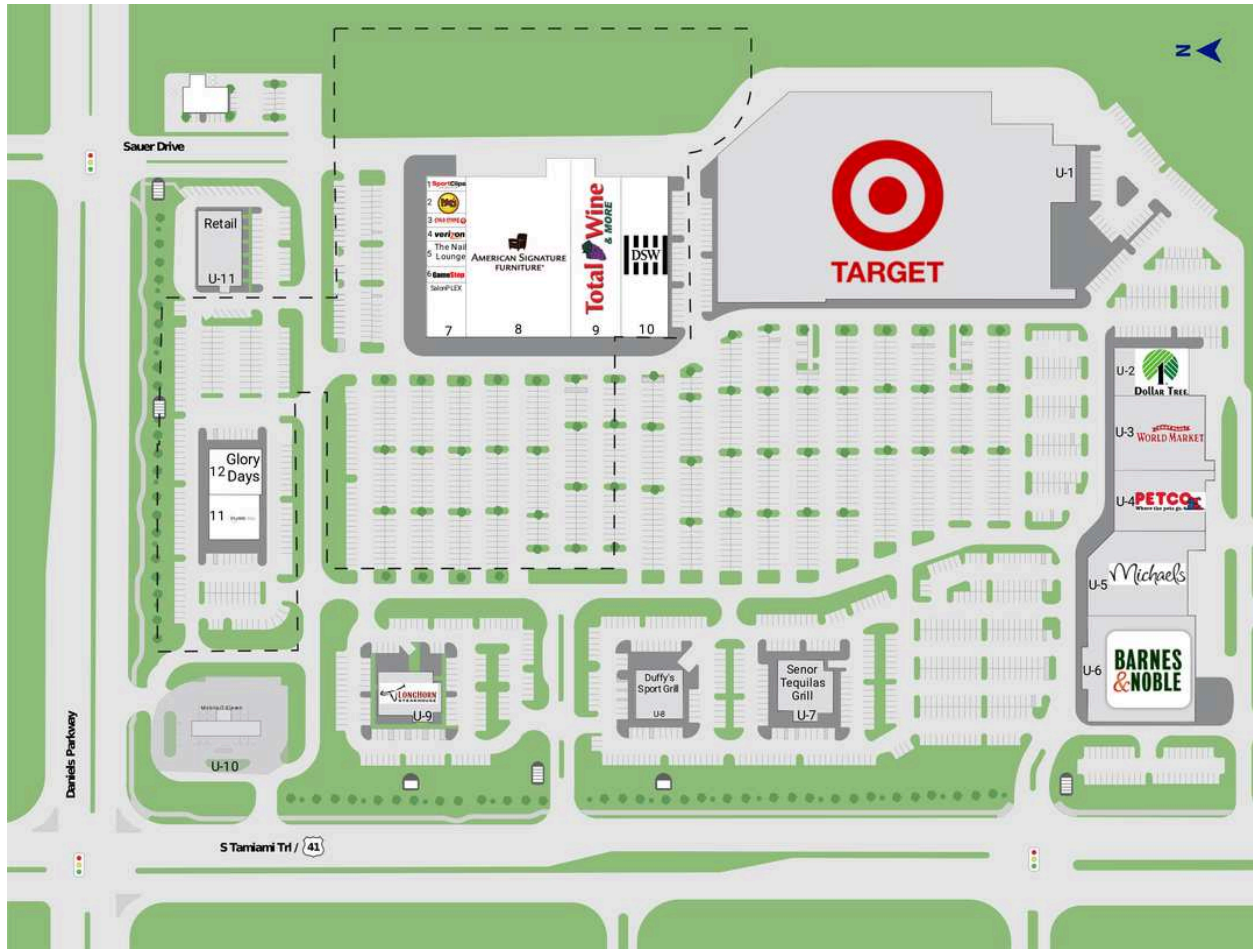 N
Sauer Drive
U-1
TARGET
Retail
U-11
1 SportClips
2 Moe's
3
4 verizon
5 The Nail
Lounge
6 GameStop
SalonPLEX
7
AMERICAN SIGNATURE
FURNITURE
8
Total Wine
& MORE
9
DSW
10
U-2
DOLLAR TREE
U-3
WORLD MARKET
U-4
PETCO
Where the pets go.
U-5
Michaels
U-6
BARNES
&NOBLE
12
Glory
Days
11
LONGHORN
STEAKHOUSE
U-9
Duffy's
Sport Grill
U-8
Senor
Tequilas
Grill
U-7
U-10
Daniels Parkway
S Tamiami Trl / 41